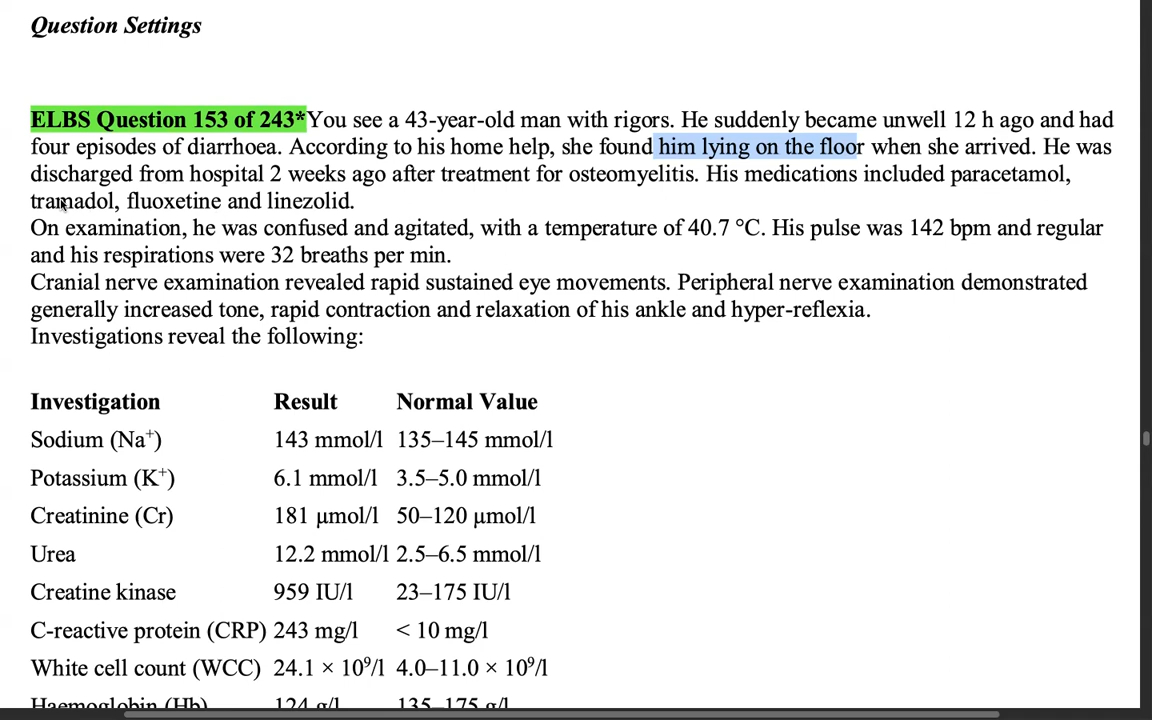 Question Settings
ELBS Question 153 of 243*You see a 43-year-old man with rigors. He suddenly became unwell 12 h ago and had
four episodes of diarrhoea. According to his home help, she found him lying on the floor when she arrived. He was
discharged from hospital 2 weeks ago after treatment for osteomyelitis. His medications included paracetamol,
tramadol, fluoxetine and linezolid.
On examination, he was confused and agitated, with a temperature of 40.7 °C. His pulse was 142 bpm and regular
and his respirations were 32 breaths per min.
Cranial nerve examination revealed rapid sustained eye movements. Peripheral nerve examination demonstrated
generally increased tone, rapid contraction and relaxation of his ankle and hyper-reflexia.
Investigations reveal the following:
Investigation Result Normal Value
Sodium (Na⁺) 143 mmol/l 135–145 mmol/l
Potassium (K⁺) 6.1 mmol/l 3.5–5.0 mmol/l
Creatinine (Cr) 181 μmol/l 50–120 μmol/l
Urea 12.2 mmol/l 2.5–6.5 mmol/l
Creatine kinase 959 IU/l 23–175 IU/l
C-reactive protein (CRP) 243 mg/l < 10 mg/l
White cell count (WCC) 24.1 × 10⁹/l 4.0–11.0 × 10⁹/l
Haemoglobin (Hb) 124 g/l 135–175 g/l